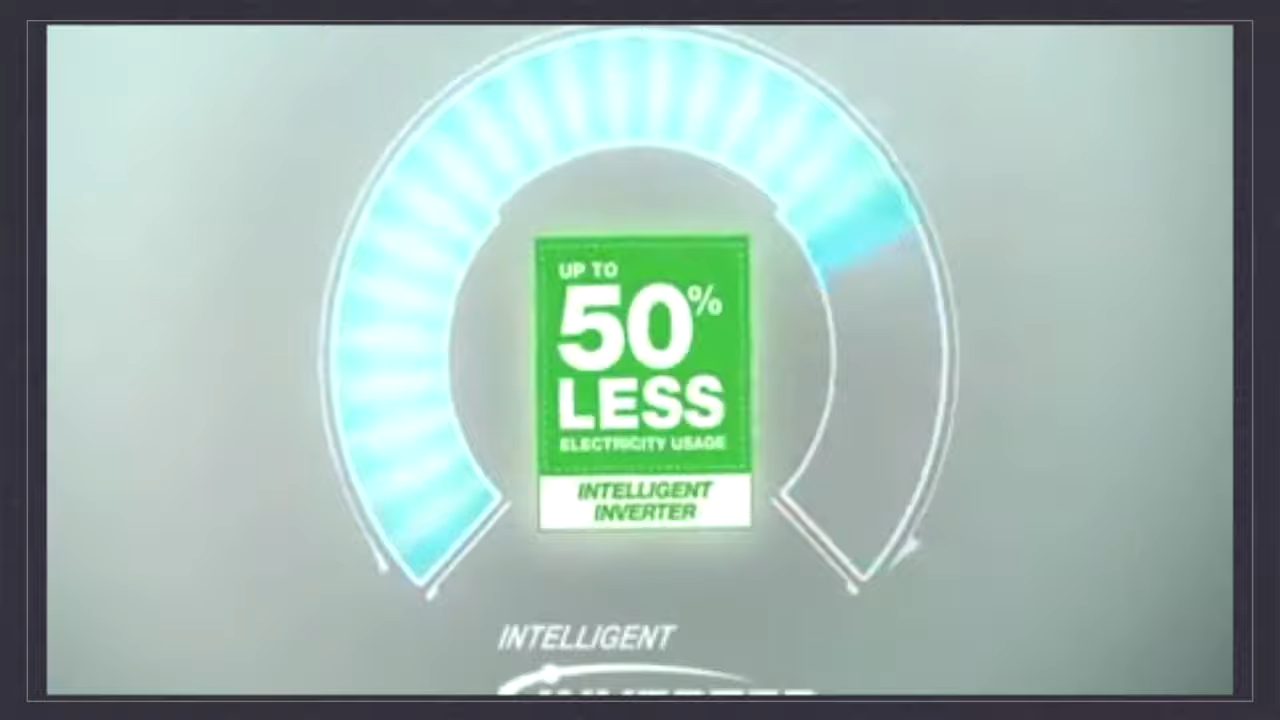 UP TO
50%
LESS
ELECTRICITY USAGE
INTELLIGENT
INVERTER
INTELLIGENT